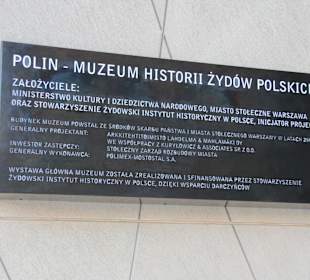 POLIN - MUZEUM HISTORII ŻYDÓW POLSKIC
ZAŁOŻYCIELE:
MINISTERSTWO KULTURY I DZIEDZICTWA NARODOWEGO, MIASTO STOŁECZNE WARSZAWA
ORAZ STOWARZYSZENIE ŻYDOWSKI INSTYTUT HISTORYCZNY W POLSCE, INICJATOR PROJE
BUDYNEK MUZEUM POWSTAŁ ZE ŚRODKÓW SKARBU PAŃSTWA I MIASTA STOŁECZNEGO WARSZAWY W LATACH
GENERALNY PROJEKTANT: ARKKITEHTITOIMISTO LAHDELMA & MAHLAMÄKI OY
WE WSPÓŁPRACY Z KURYŁOWICZ & ASSOCIATES SP. Z O.O.
INWESTOR ZASTĘPCZY: STOŁECZNY ZARZĄD ROZBUDOWY MIASTA
GENERALNY WYKONAWCA: POLIMEX-MOSTOSTAL S.A.
WYSTAWA GŁÓWNA MUZEUM ZOSTAŁA ZREALIZOWANA I SFINANSOWANA PRZEZ STOWARZYSZENIE
ŻYDOWSKI INSTYTUT HISTORYCZNY W POLSCE, DZIĘKI WSPARCIU DARCZYŃCÓW